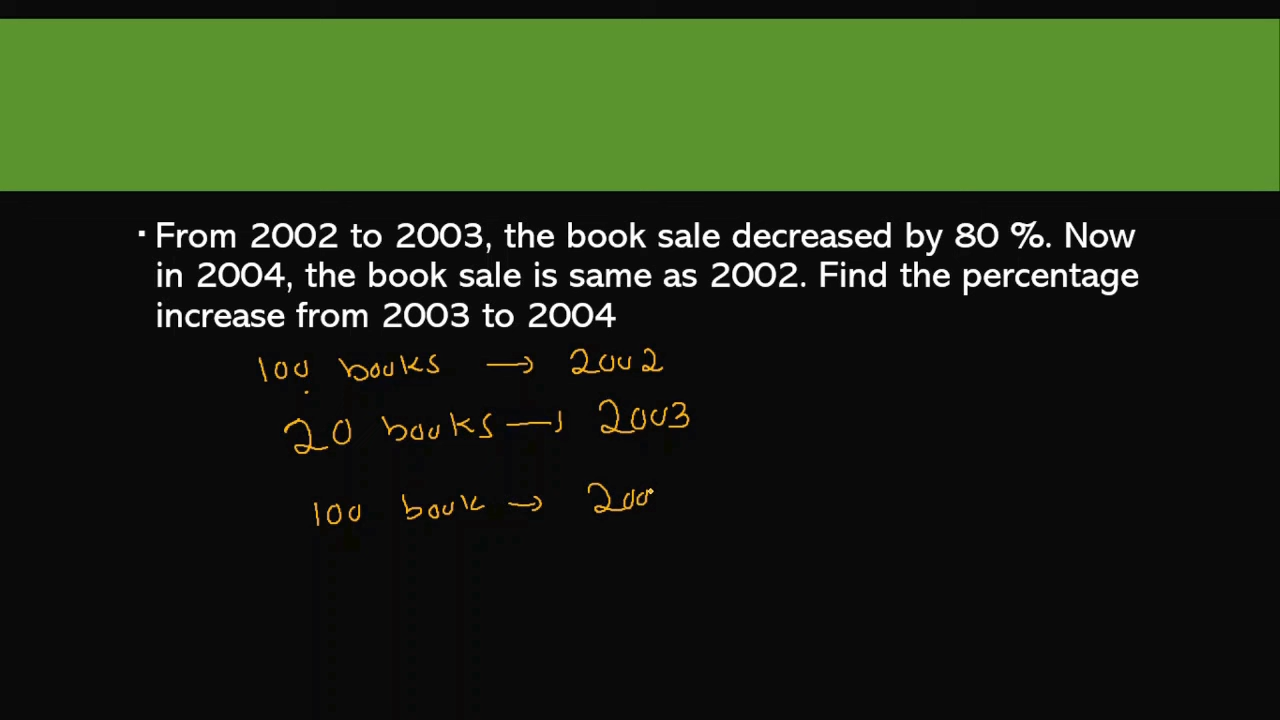 ▪ From 2002 to 2003, the book sale decreased by 80 %. Now
in 2004, the book sale is same as 2002. Find the percentage
increase from 2003 to 2004
100 books → 2002
20 books → 2003
100 book → 200